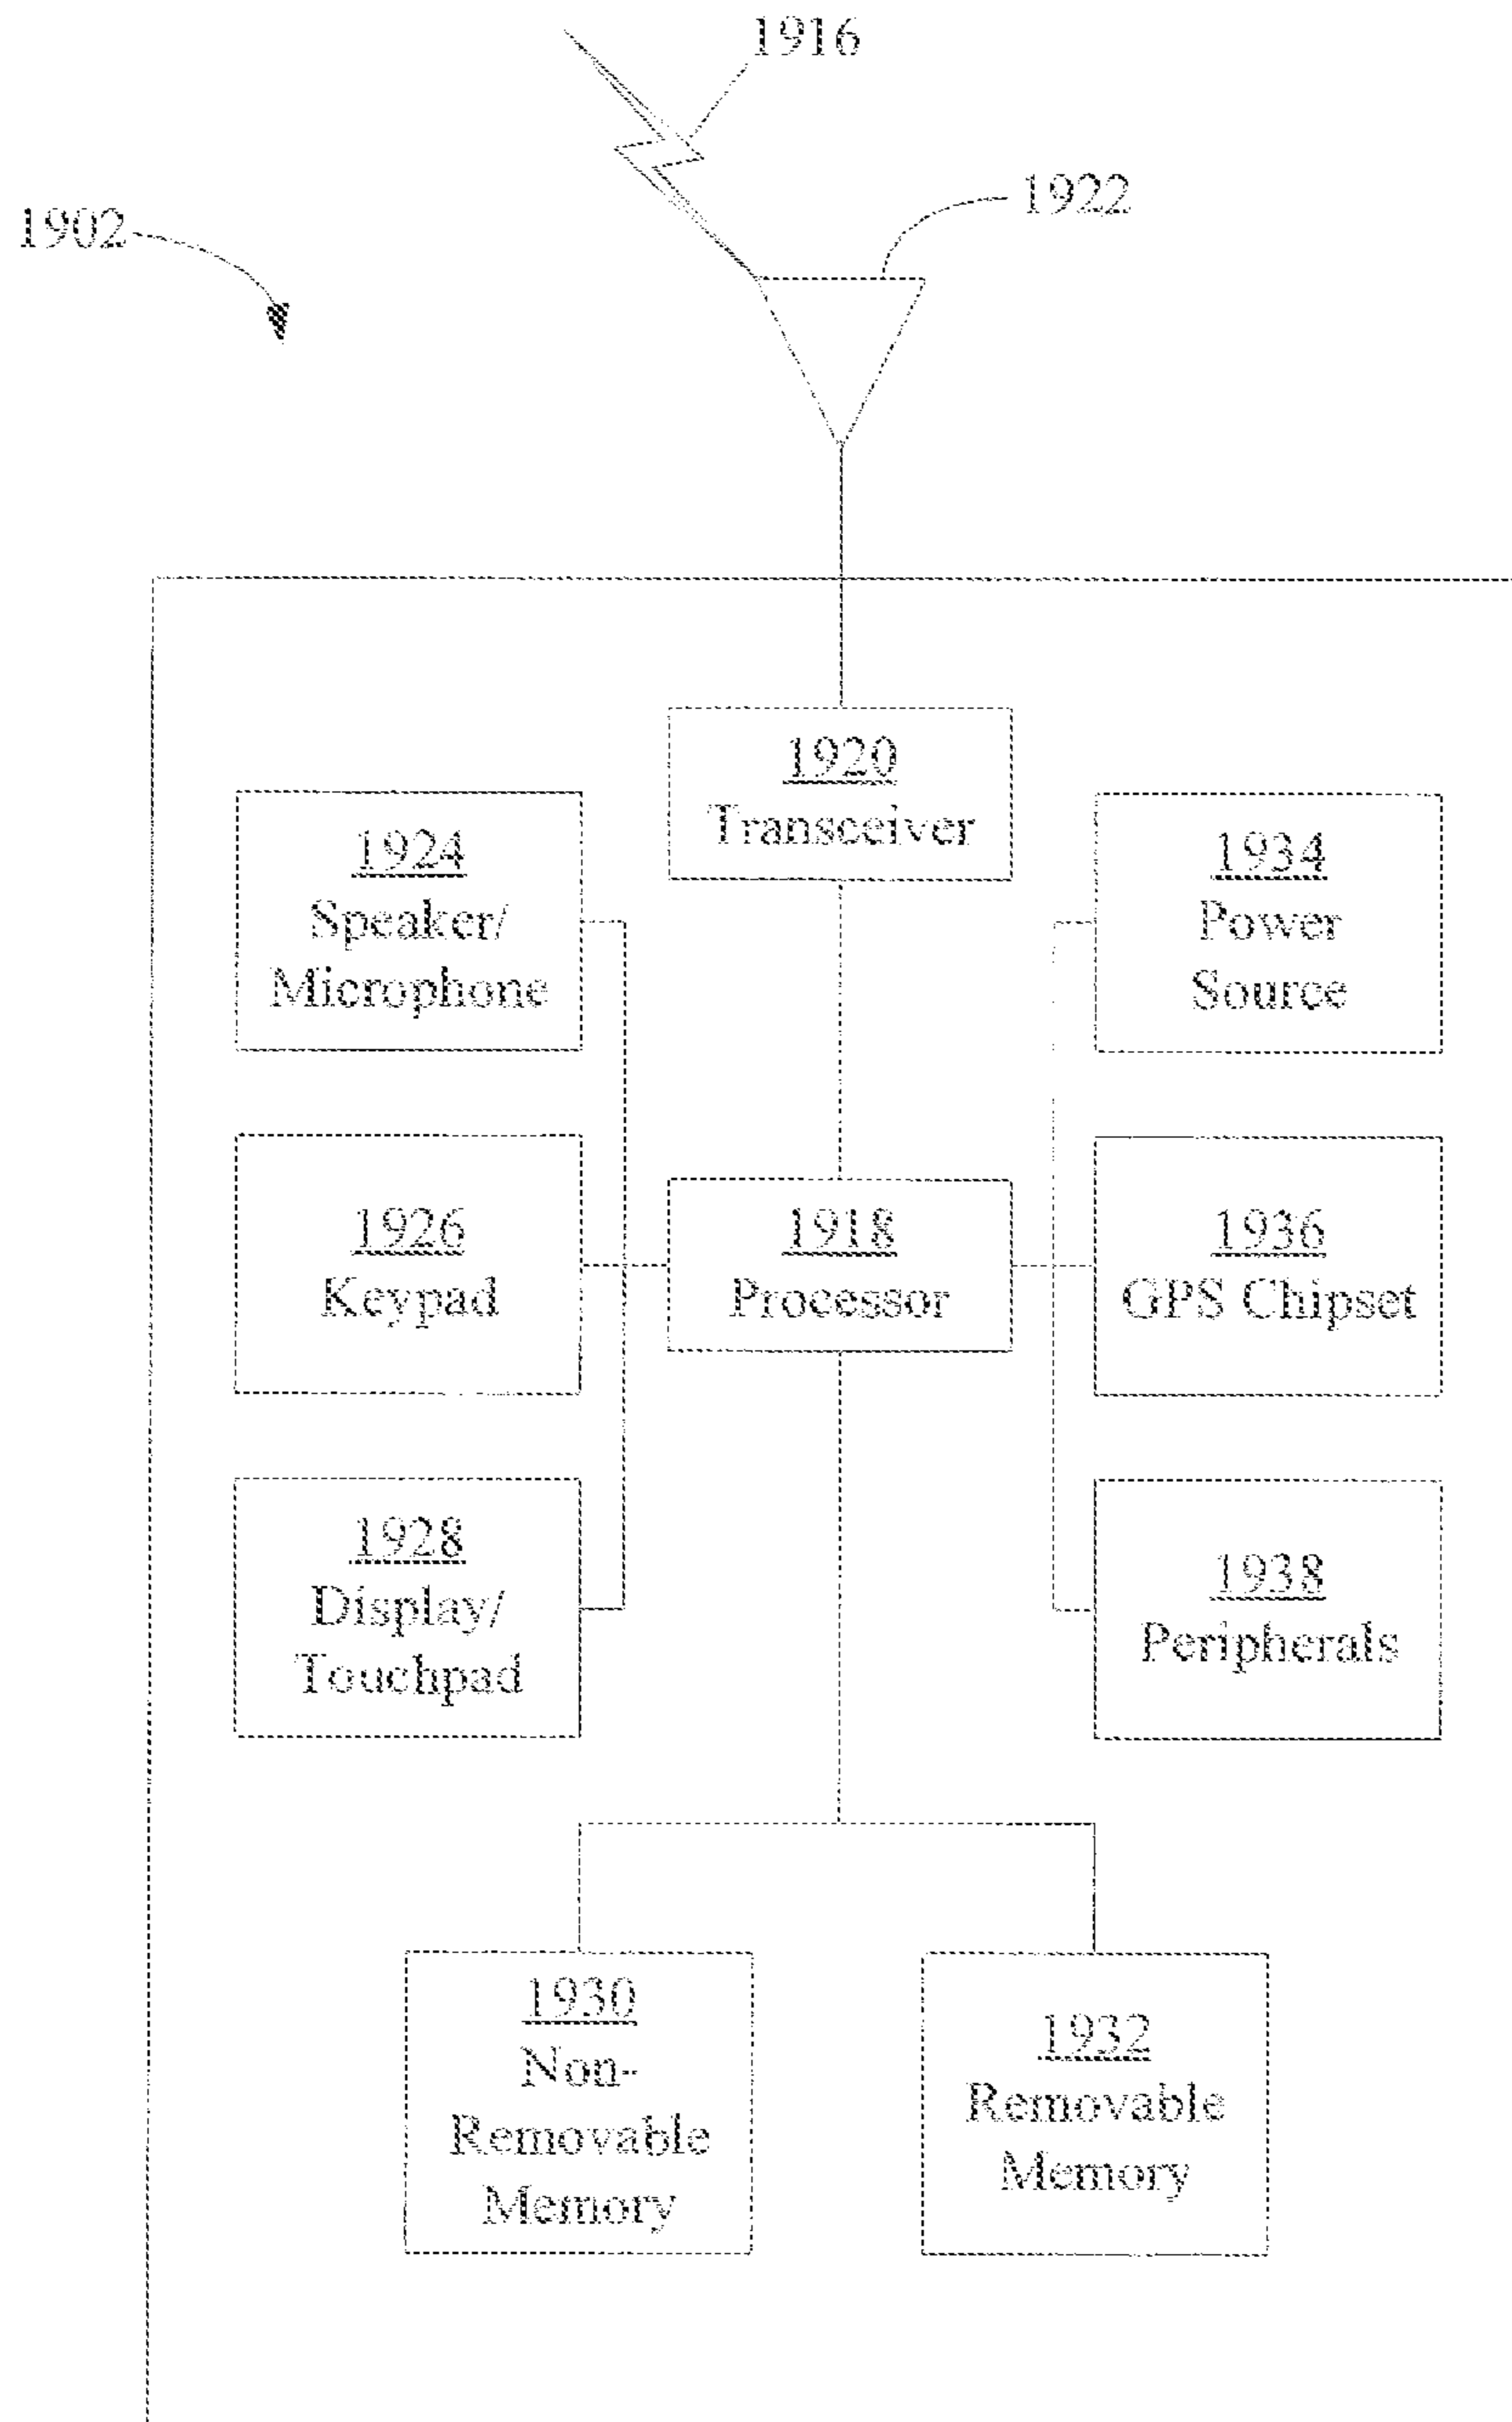 1916
1922
1902
1920
Transceiver
1924
Speaker/
Microphone
1934
Power
Source
1926
Keypad
1918
Processor
1936
GPS Chipset
1928
Display/
Touchpad
1938
Peripherals
1930
Non-
Removable
Memory
1932
Removable
Memory